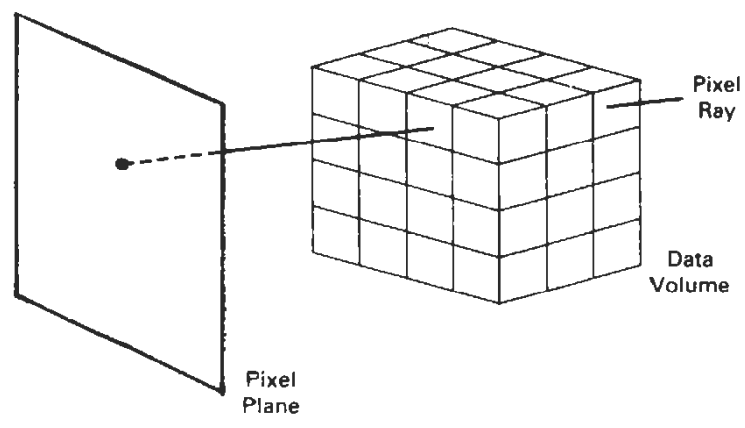 Pixel
Ray
Data
Volume
Pixel
Plane